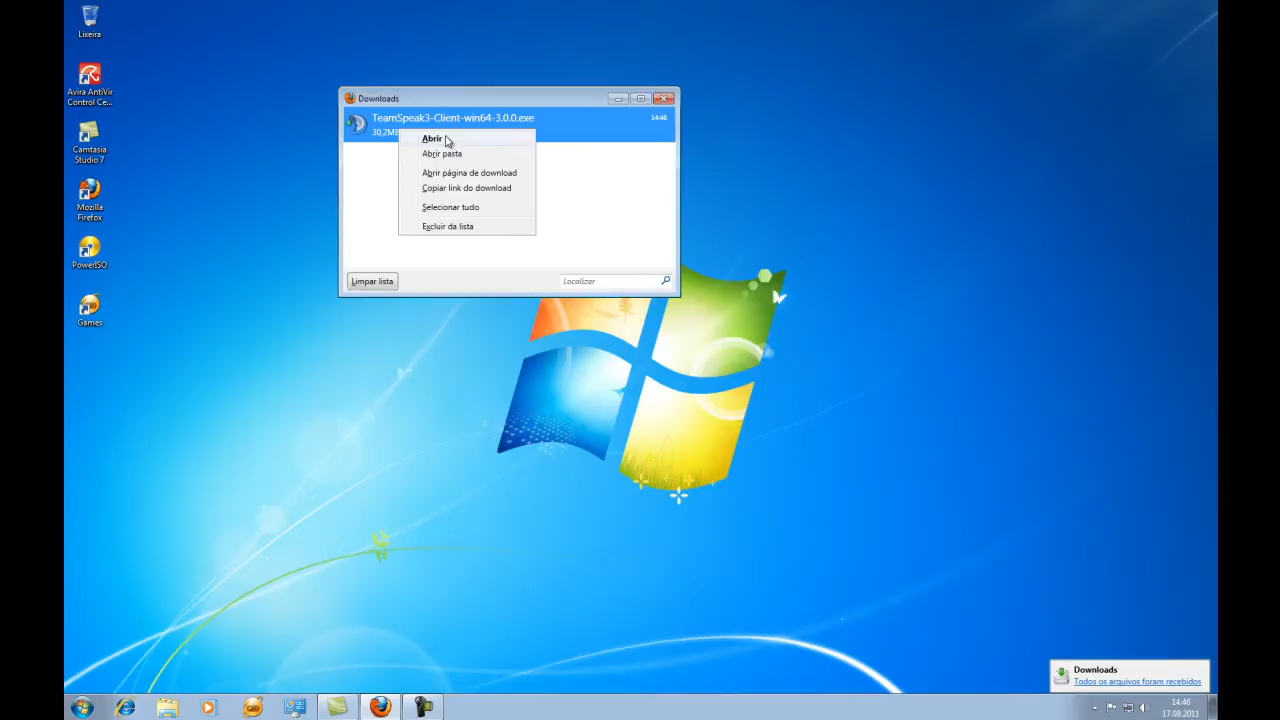 Lixeira
Avira AntiVir
Control Ce...
Camtasia
Studio 7
Mozilla
Firefox
PowerISO
Games
Downloads
TeamSpeak3-Client-win64-3.0.0.exe
14:46
30,2MB
Abrir
Abrir pasta
Abrir página de download
Copiar link do download
Selecionar tudo
Excluir da lista
Limpar lista
Localizar
Downloads
Todos os arquivos foram recebidos
14:46
17.08.2011